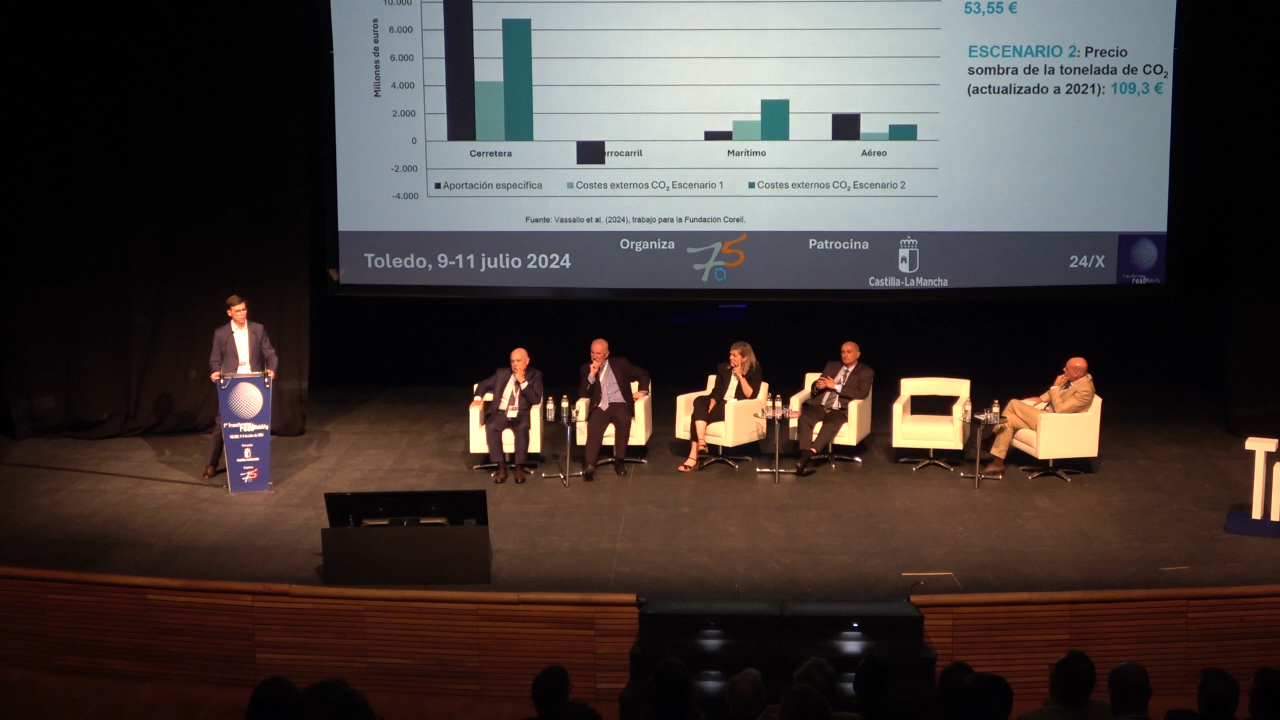 53,55 €
10.000
8.000
6.000
4.000
2.000
0
-2.000
-4.000
Millones de euros
ESCENARIO 2: Precio
sombra de la tonelada de CO2
(actualizado a 2021): 109,3 €
Cerretera
rrocarril
Marítimo
Aéreo
Aportación específica
Costes externos CO2 Escenario 1
Costes externos CO2 Escenario 2
Fuente: Vassallo et al. (2024), trabajo para la Fundación Corell.
Toledo, 9-11 julio 2024
Organiza
75
Patrocina
Castilla-La Mancha
24/X
75